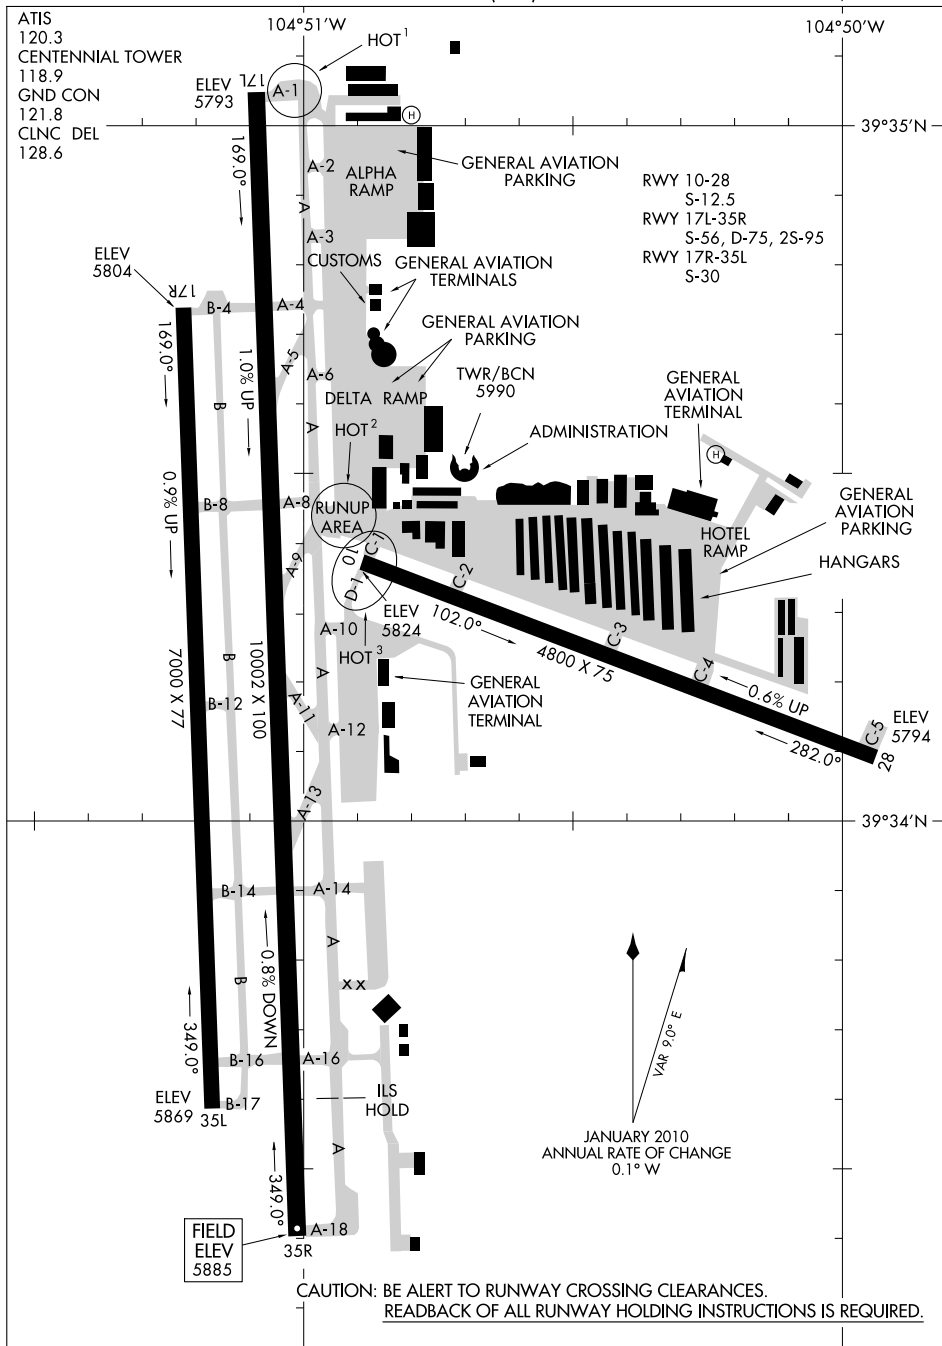 ATIS
120.3
CENTENNIAL TOWER
118.9
GND CON
121.8
CLNC DEL
128.6
104°51'W
104°50'W
39°35'N
39°34'N
HOT 1
17L
ELEV
5793
A-1
H
169.0°
A-2
ALPHA
RAMP
GENERAL AVIATION
PARKING
RWY 10-28
S-12.5
RWY 17L-35R
S-56, D-75, 2S-95
RWY 17R-35L
S-30
A
A-3
CUSTOMS
GENERAL AVIATION
TERMINALS
ELEV
5804
17R
B-4
A-4
169.0°
1.0% UP
A-5
A-6
GENERAL AVIATION
PARKING
TWR/BCN
5990
GENERAL
AVIATION
TERMINAL
B
A
DELTA RAMP
HOT 2
ADMINISTRATION
H
0.9% UP
B-8
A-8
RUNUP
AREA
HOTEL
RAMP
GENERAL
AVIATION
PARKING
HANGARS
A-9
10
C-1
D-1
C-2
ELEV
5824
102.0°
A-10
HOT 3
C-3
4800 X 75
C-4
0.6% UP
C-5
ELEV
5794
282.0°
28
7000 X 77
B
10002 X 100
A
GENERAL
AVIATION
TERMINAL
B-12
A-11
A-12
A-13
B-14
A-14
A
B
0.8% DOWN
X X
349.0°
B-16
A-16
VAR 9.0° E
ELEV
5869
35L
B-17
ILS
HOLD
JANUARY 2010
ANNUAL RATE OF CHANGE
0.1° W
A
349.0°
A-18
FIELD
ELEV
5885
35R
CAUTION: BE ALERT TO RUNWAY CROSSING CLEARANCES.
READBACK OF ALL RUNWAY HOLDING INSTRUCTIONS IS REQUIRED.